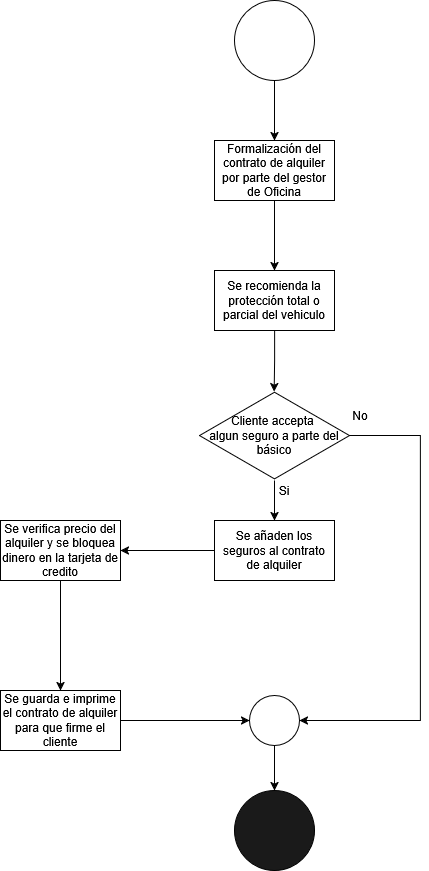 Formalización del
contrato de alquiler
por parte del gestor
de Oficina
Se recomienda la
protección total o
parcial del vehiculo
Cliente accepta
algun seguro a parte del
básico
No
Si
Se verifica precio del
alquiler y se bloquea
dinero en la tarjeta de
credito
Se añaden los
seguros al contrato
de alquiler
Se guarda e imprime
el contrato de alquiler
para que firme el
cliente